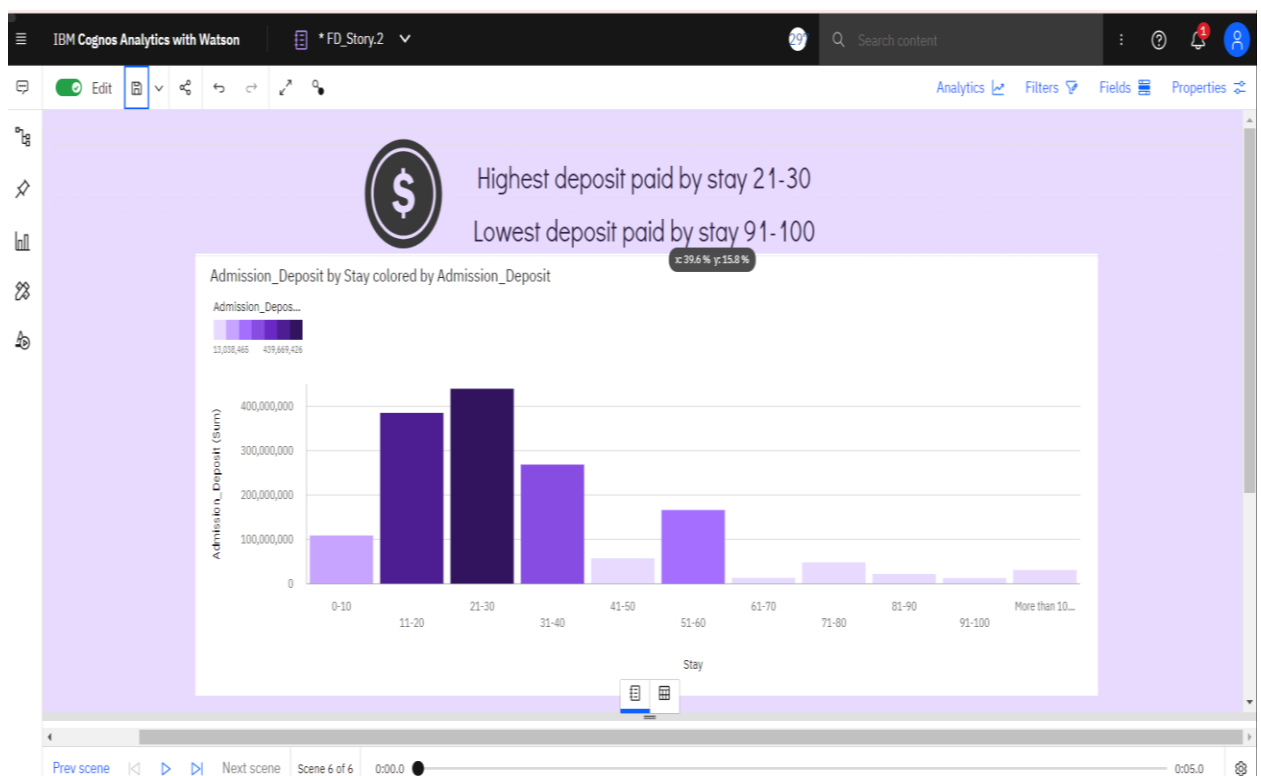 IBM Cognos Analytics with Watson
* FD_Story.2
29°
Search content
1
Edit
Analytics
Filters
Fields
Properties
$
Highest deposit paid by stay 21-30
Lowest deposit paid by stay 91-100
x: 39.6 % y: 15.8 %
Admission_Deposit by Stay colored by Admission_Deposit
Admission_Depos...
13,038,465 439,669,426
Admission_Deposit (Sum)
400,000,000
300,000,000
200,000,000
100,000,000
0
0-10
11-20
21-30
31-40
41-50
51-60
61-70
71-80
81-90
91-100
More than 10...
Stay
Prev scene
Next scene
Scene 6 of 6
0:00.0
0:05.0